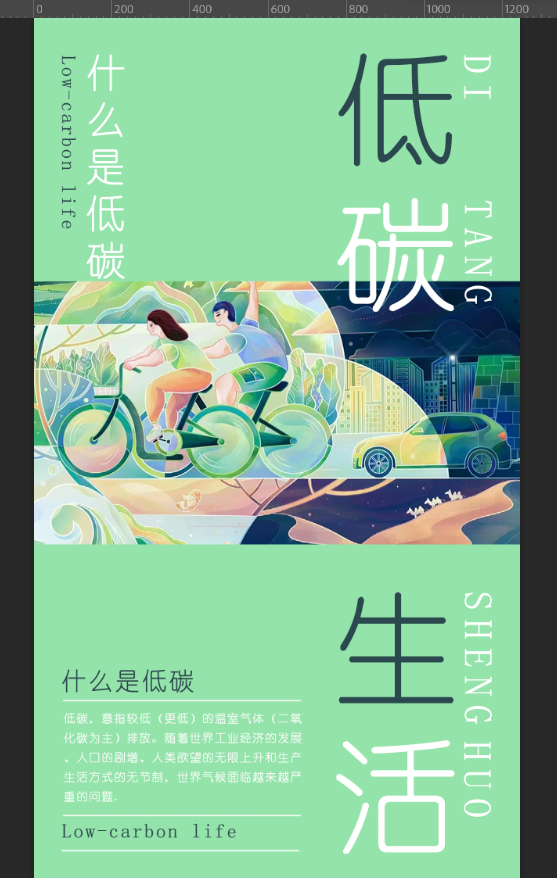 0 200 400 600 800 1000 1200
低碳
DI TANG
什么是低碳
Low-carbon life
生活
SHENG HUO
什么是低碳
低碳，意指较低（更低）的温室气体（二氧
化碳为主）排放。随着世界工业经济的发展
、人口的剧增、人类欲望的无限上升和生产
生活方式的无节制，世界气候面临越来越严
重的问题.
Low-carbon life